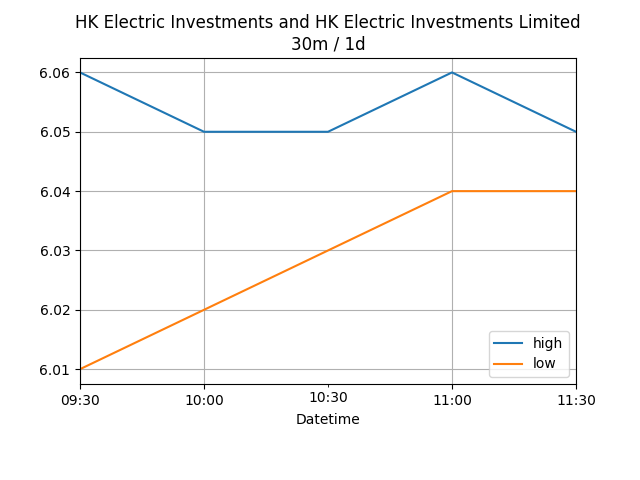 HK Electric Investments and HK Electric Investments Limited
30m / 1d
6.06
6.05
6.04
6.03
6.02
6.01
high
low
09:30 10:00 10:30 11:00 11:30
Datetime